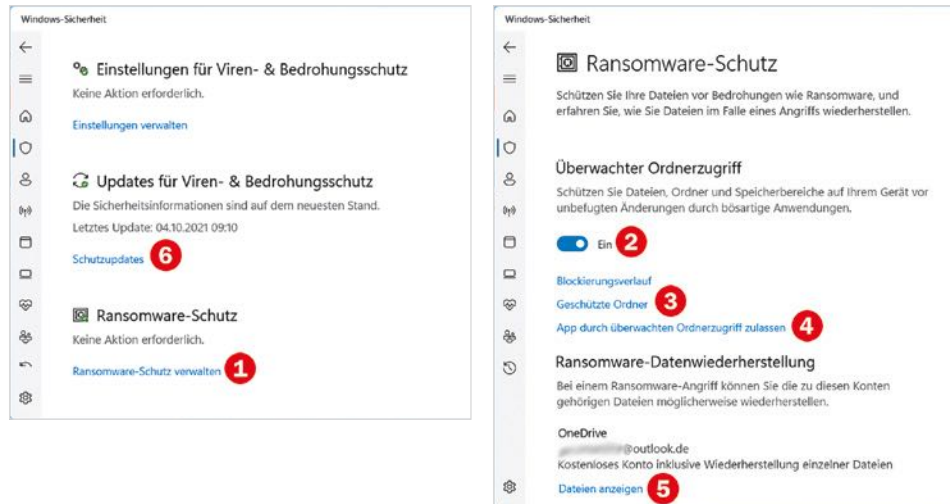 Windows-Sicherheit
Einstellungen für Viren- & Bedrohungsschutz
Keine Aktion erforderlich.
Einstellungen verwalten
Updates für Viren- & Bedrohungsschutz
Die Sicherheitsinformationen sind auf dem neuesten Stand.
Letztes Update: 04.10.2021 09:10
Schutzupdates 6
Ransomware-Schutz
Keine Aktion erforderlich.
Ransomware-Schutz verwalten 1
Windows-Sicherheit
Ransomware-Schutz
Schützen Sie Ihre Dateien vor Bedrohungen wie Ransomware, und
erfahren Sie, wie Sie Dateien im Falle eines Angriffs wiederherstellen.
Überwachter Ordnerzugriff
Schützen Sie Dateien, Ordner und Speicherbereiche auf Ihrem Gerät vor
unbefugten Änderungen durch bösartige Anwendungen.
Ein 2
Blockierungsverlauf
Geschützte Ordner 3
App durch überwachten Ordnerzugriff zulassen 4
Ransomware-Datenwiederherstellung
Bei einem Ransomware-Angriff können Sie die zu diesen Konten
gehörigen Dateien möglicherweise wiederherstellen.
OneDrive
@outlook.de
Kostenloses Konto inklusive Wiederherstellung einzelner Dateien
Dateien anzeigen 5